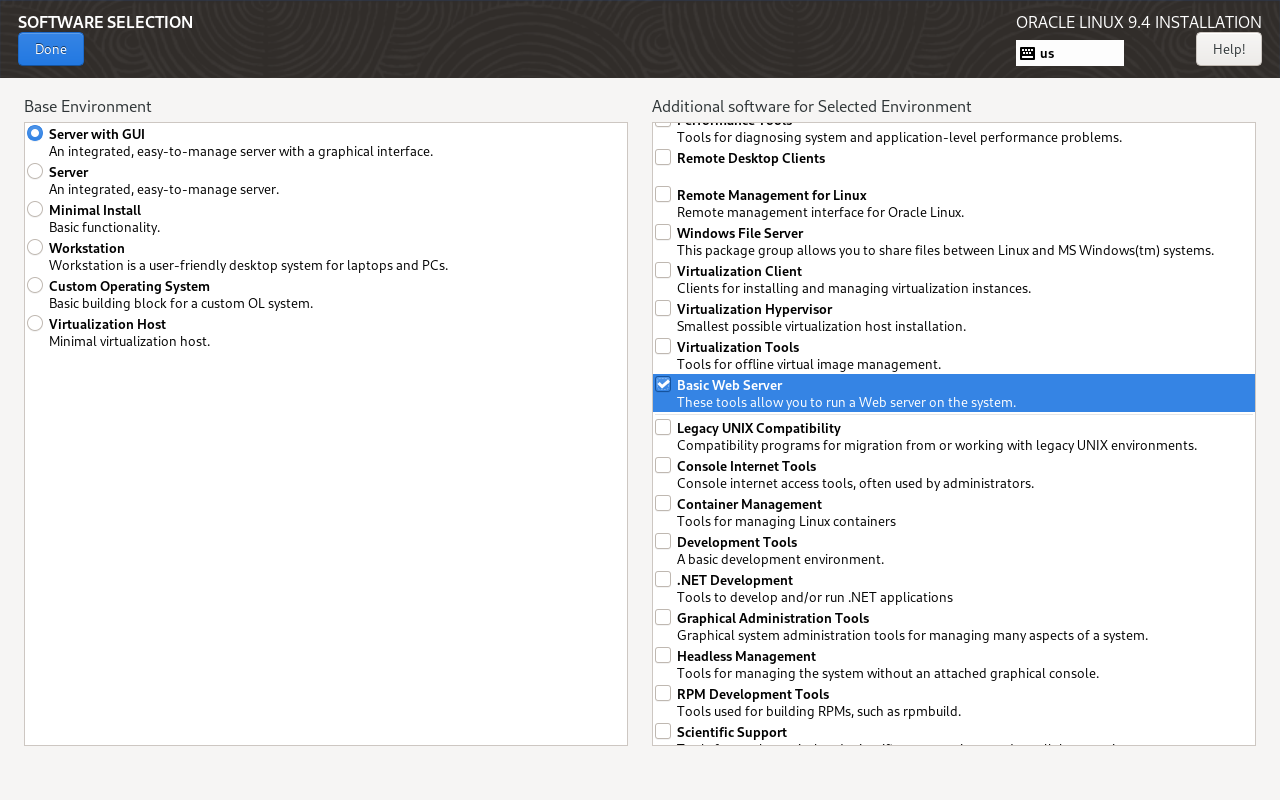 SOFTWARE SELECTION
ORACLE LINUX 9.4 INSTALLATION
Done
us
Help!
Base Environment
Server with GUI
An integrated, easy-to-manage server with a graphical interface.
Server
An integrated, easy-to-manage server.
Minimal Install
Basic functionality.
Workstation
Workstation is a user-friendly desktop system for laptops and PCs.
Custom Operating System
Basic building block for a custom OL system.
Virtualization Host
Minimal virtualization host.
Additional software for Selected Environment
Performance Tools
Tools for diagnosing system and application-level performance problems.
Remote Desktop Clients
Remote Management for Linux
Remote management interface for Oracle Linux.
Windows File Server
This package group allows you to share files between Linux and MS Windows(tm) systems.
Virtualization Client
Clients for installing and managing virtualization instances.
Virtualization Hypervisor
Smallest possible virtualization host installation.
Virtualization Tools
Tools for offline virtual image management.
Basic Web Server
These tools allow you to run a Web server on the system.
Legacy UNIX Compatibility
Compatibility programs for migration from or working with legacy UNIX environments.
Console Internet Tools
Console internet access tools, often used by administrators.
Container Management
Tools for managing Linux containers
Development Tools
A basic development environment.
.NET Development
Tools to develop and/or run .NET applications
Graphical Administration Tools
Graphical system administration tools for managing many aspects of a system.
Headless Management
Tools for managing the system without an attached graphical console.
RPM Development Tools
Tools used for building RPMs, such as rpmbuild.
Scientific Support